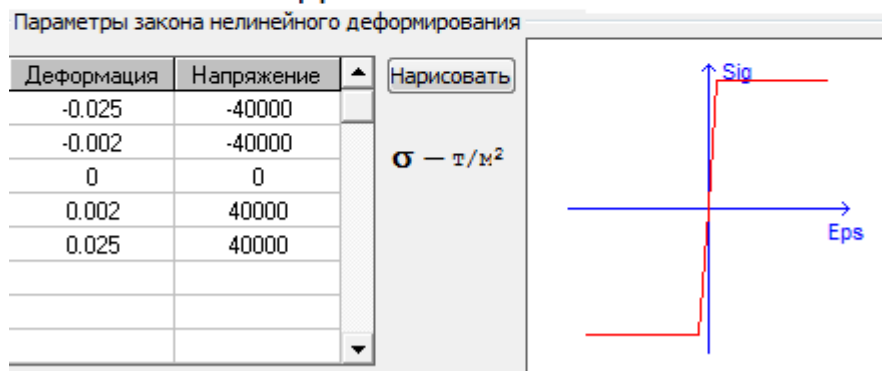 Параметры закона нелинейного деформирования
Деформация Напряжение
-0.025 -40000
-0.002 -40000
0 0
0.002 40000
0.025 40000
Нарисовать
σ – т/м²
Sig
Eps